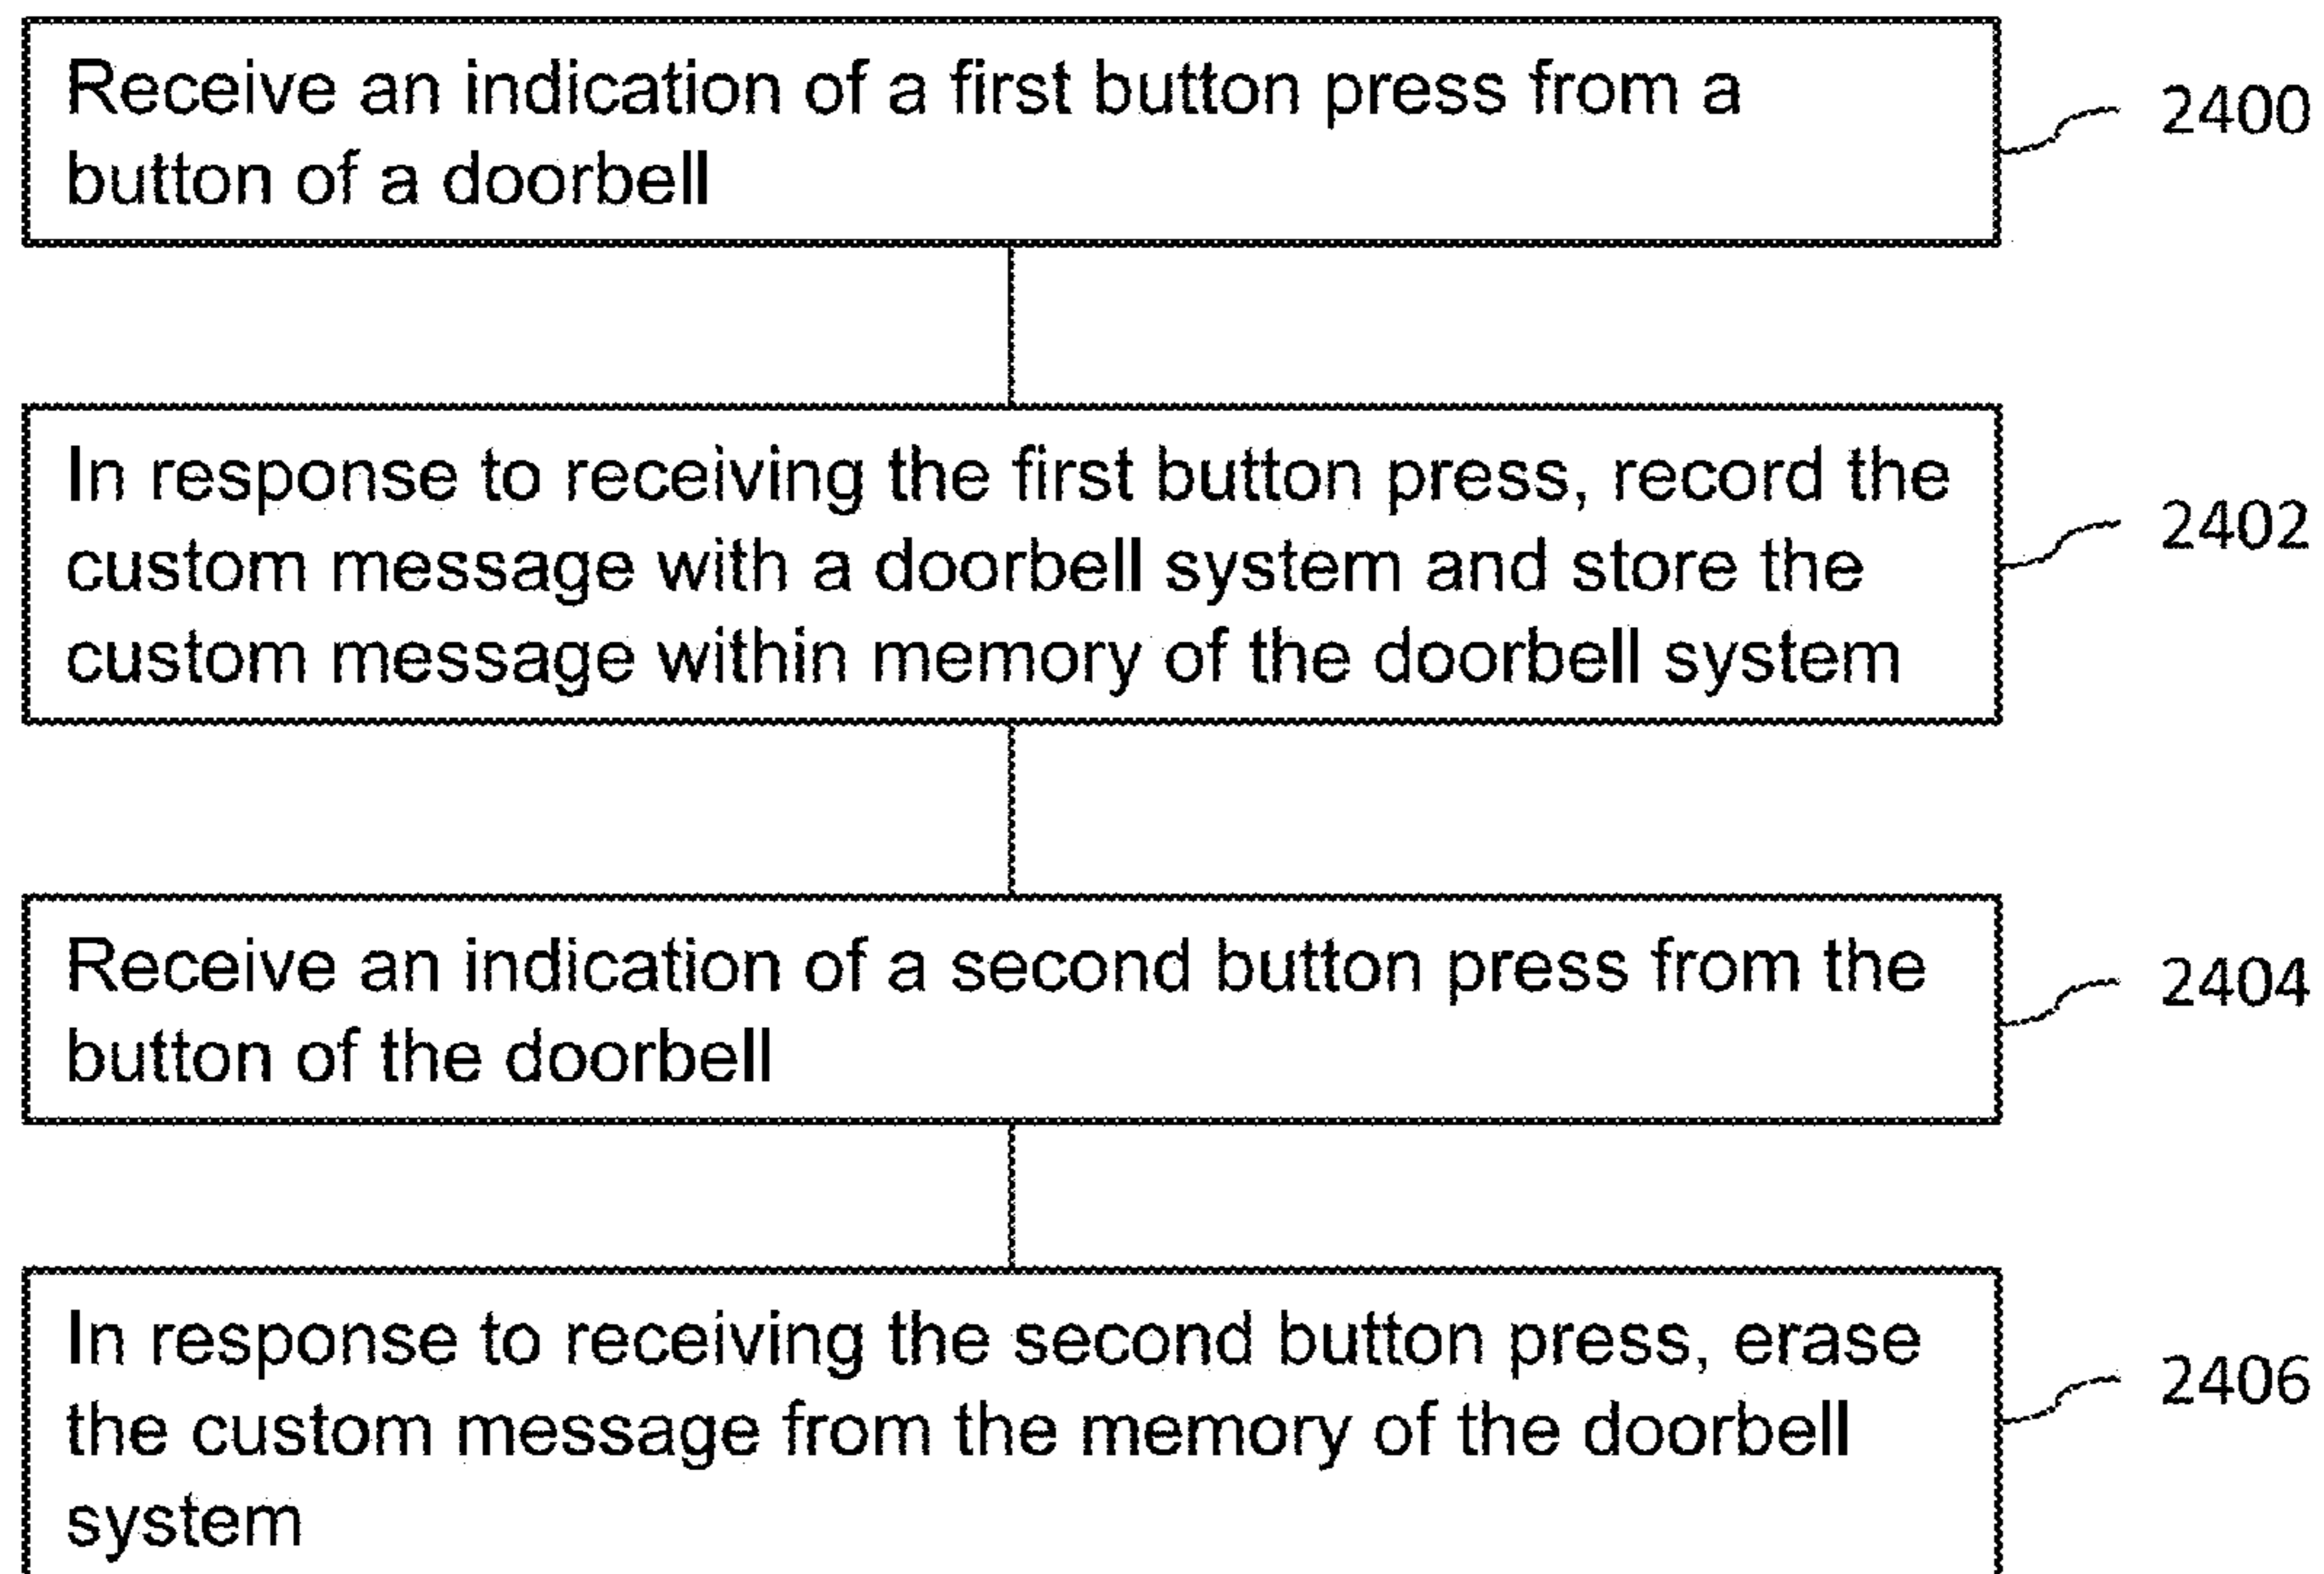 Receive an indication of a first button press from a
button of a doorbell
2400
In response to receiving the first button press, record the
custom message with a doorbell system and store the
custom message within memory of the doorbell system
2402
Receive an indication of a second button press from the
button of the doorbell
2404
In response to receiving the second button press, erase
the custom message from the memory of the doorbell
system
2406